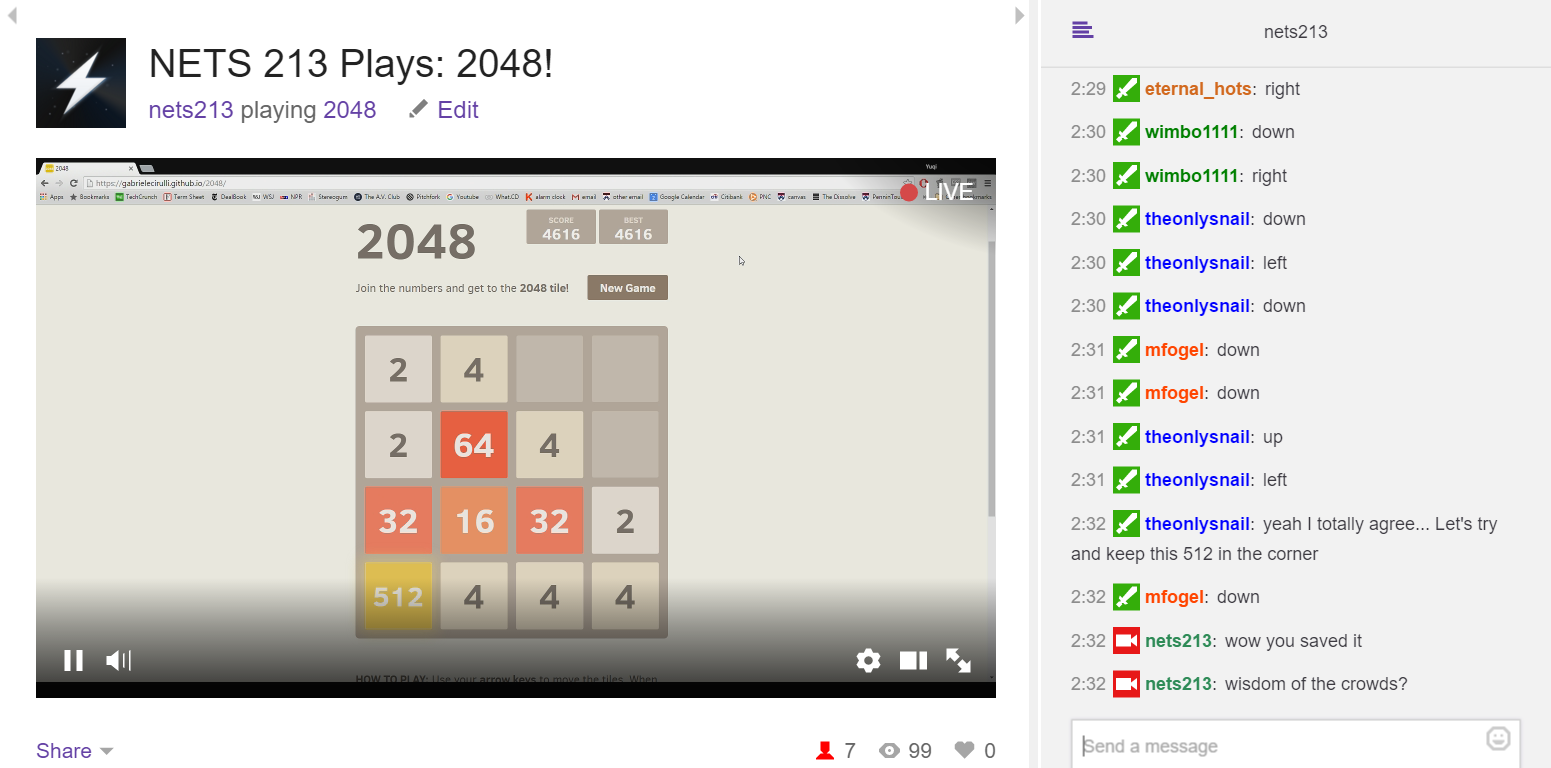 NETS 213 Plays: 2048!
nets213 playing 2048 Edit
2048
Yuqi
https://gabrielecirulli.github.io/2048/
LIVE
Apps Bookmarks TechCrunch Term Sheet DealBook WSJ NPR Stereogum The A.V. Club Pitchfork Youtube What.CD alarm clock email other email Google Calendar Citibank PNC canvas The Dissolve
2048
SCORE BEST
4616 4616
Join the numbers and get to the 2048 tile!
New Game
2 4
2 64 4
32 16 32 2
512 4 4 4
HOW TO PLAY: Use your arrow keys to move the tiles. When
Share
7 99 0
nets213
2:29 eternal_hots: right
2:30 wimbo1111: down
2:30 wimbo1111: right
2:30 theonlysnail: down
2:30 theonlysnail: left
2:30 theonlysnail: down
2:31 mfogel: down
2:31 mfogel: down
2:31 theonlysnail: up
2:31 theonlysnail: left
2:32 theonlysnail: yeah I totally agree... Let's try
and keep this 512 in the corner
2:32 mfogel: down
2:32 nets213: wow you saved it
2:32 nets213: wisdom of the crowds?
Send a message